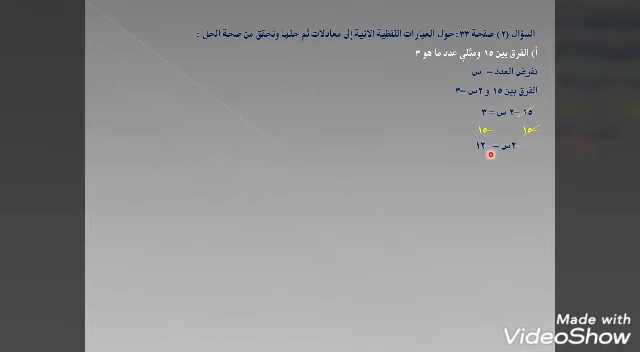 السؤال (٢) صفحة ٣٣: حول العبارات اللفظية الاتية إلى معادلات ثم حلها وتحقق من صحة الحل :
أ) الفرق بين ١٥ ومثلي عدد ما هو ٣
نفرض العدد = س
الفرق بين ١٥ و ٢س = ٣
١٥ – ٢ س = ٣
-١٥ -١٥
٢س = ١٢
Made with
VideoShow